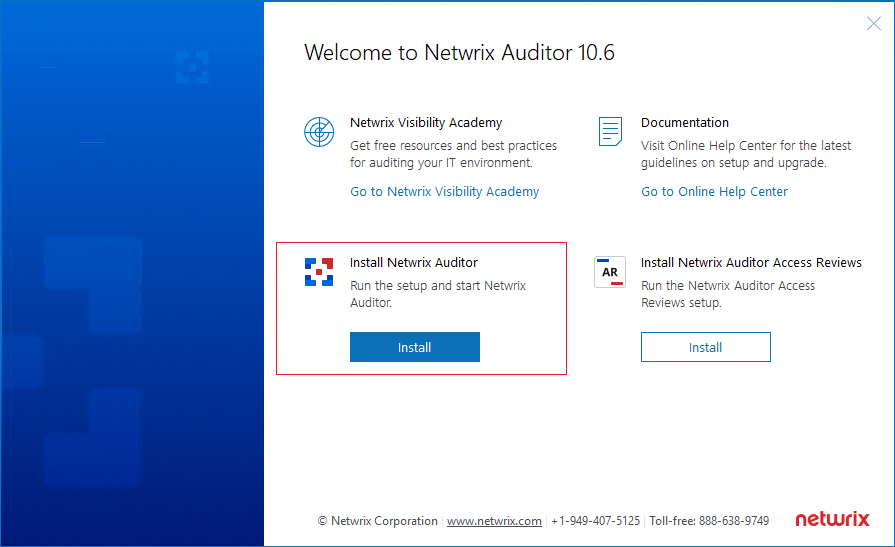 Welcome to Netwrix Auditor 10.6
Netwrix Visibility Academy
Get free resources and best practices
for auditing your IT environment.
Go to Netwrix Visibility Academy
Documentation
Visit Online Help Center for the latest
guidelines on setup and upgrade.
Go to Online Help Center
Install Netwrix Auditor
Run the setup and start Netwrix
Auditor.
Install
AR
Install Netwrix Auditor Access Reviews
Run the Netwrix Auditor Access
Reviews setup.
Install
© Netwrix Corporation | www.netwrix.com | +1-949-407-5125 | Toll-free: 888-638-9749
netwrix